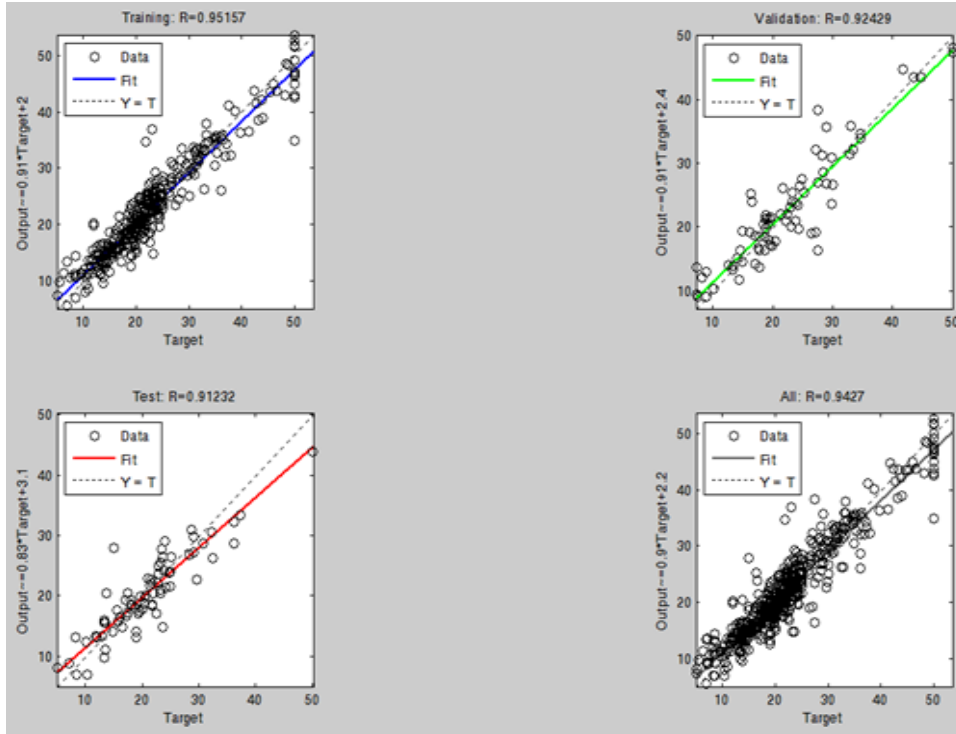 Training: R=0.95157
Output~=0.91*Target+2
50
40
30
20
10
Data
Fit
Y = T
10 20 30 40 50
Target
Validation: R=0.92429
Output~=0.91*Target+2.4
50
40
30
20
10
Data
Fit
Y = T
10 20 30 40 50
Target
Test: R=0.91232
Output~=0.83*Target+3.1
50
40
30
20
10
Data
Fit
Y = T
10 20 30 40 50
Target
All: R=0.9427
Output~=0.9*Target+2.2
50
40
30
20
10
Data
Fit
Y = T
10 20 30 40 50
Target